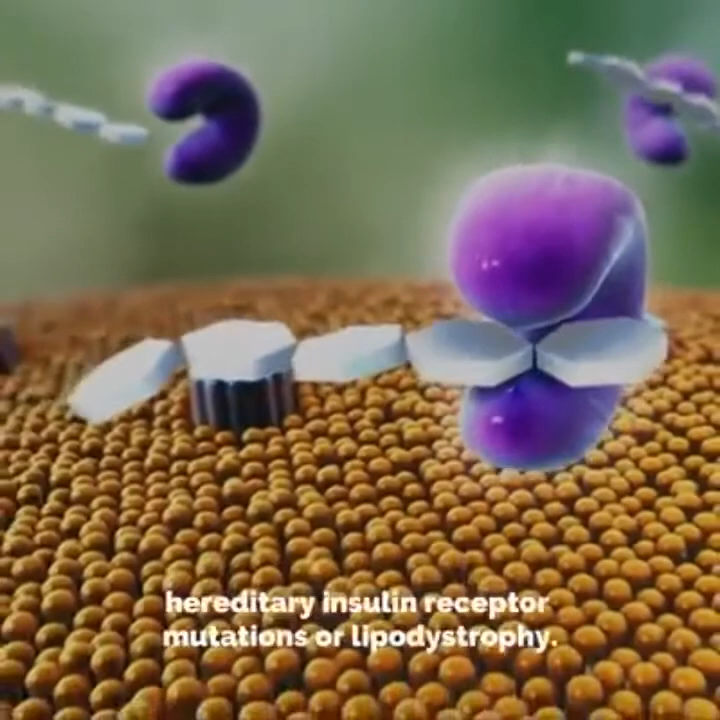 hereditary insulin receptor
mutations or lipodystrophy.